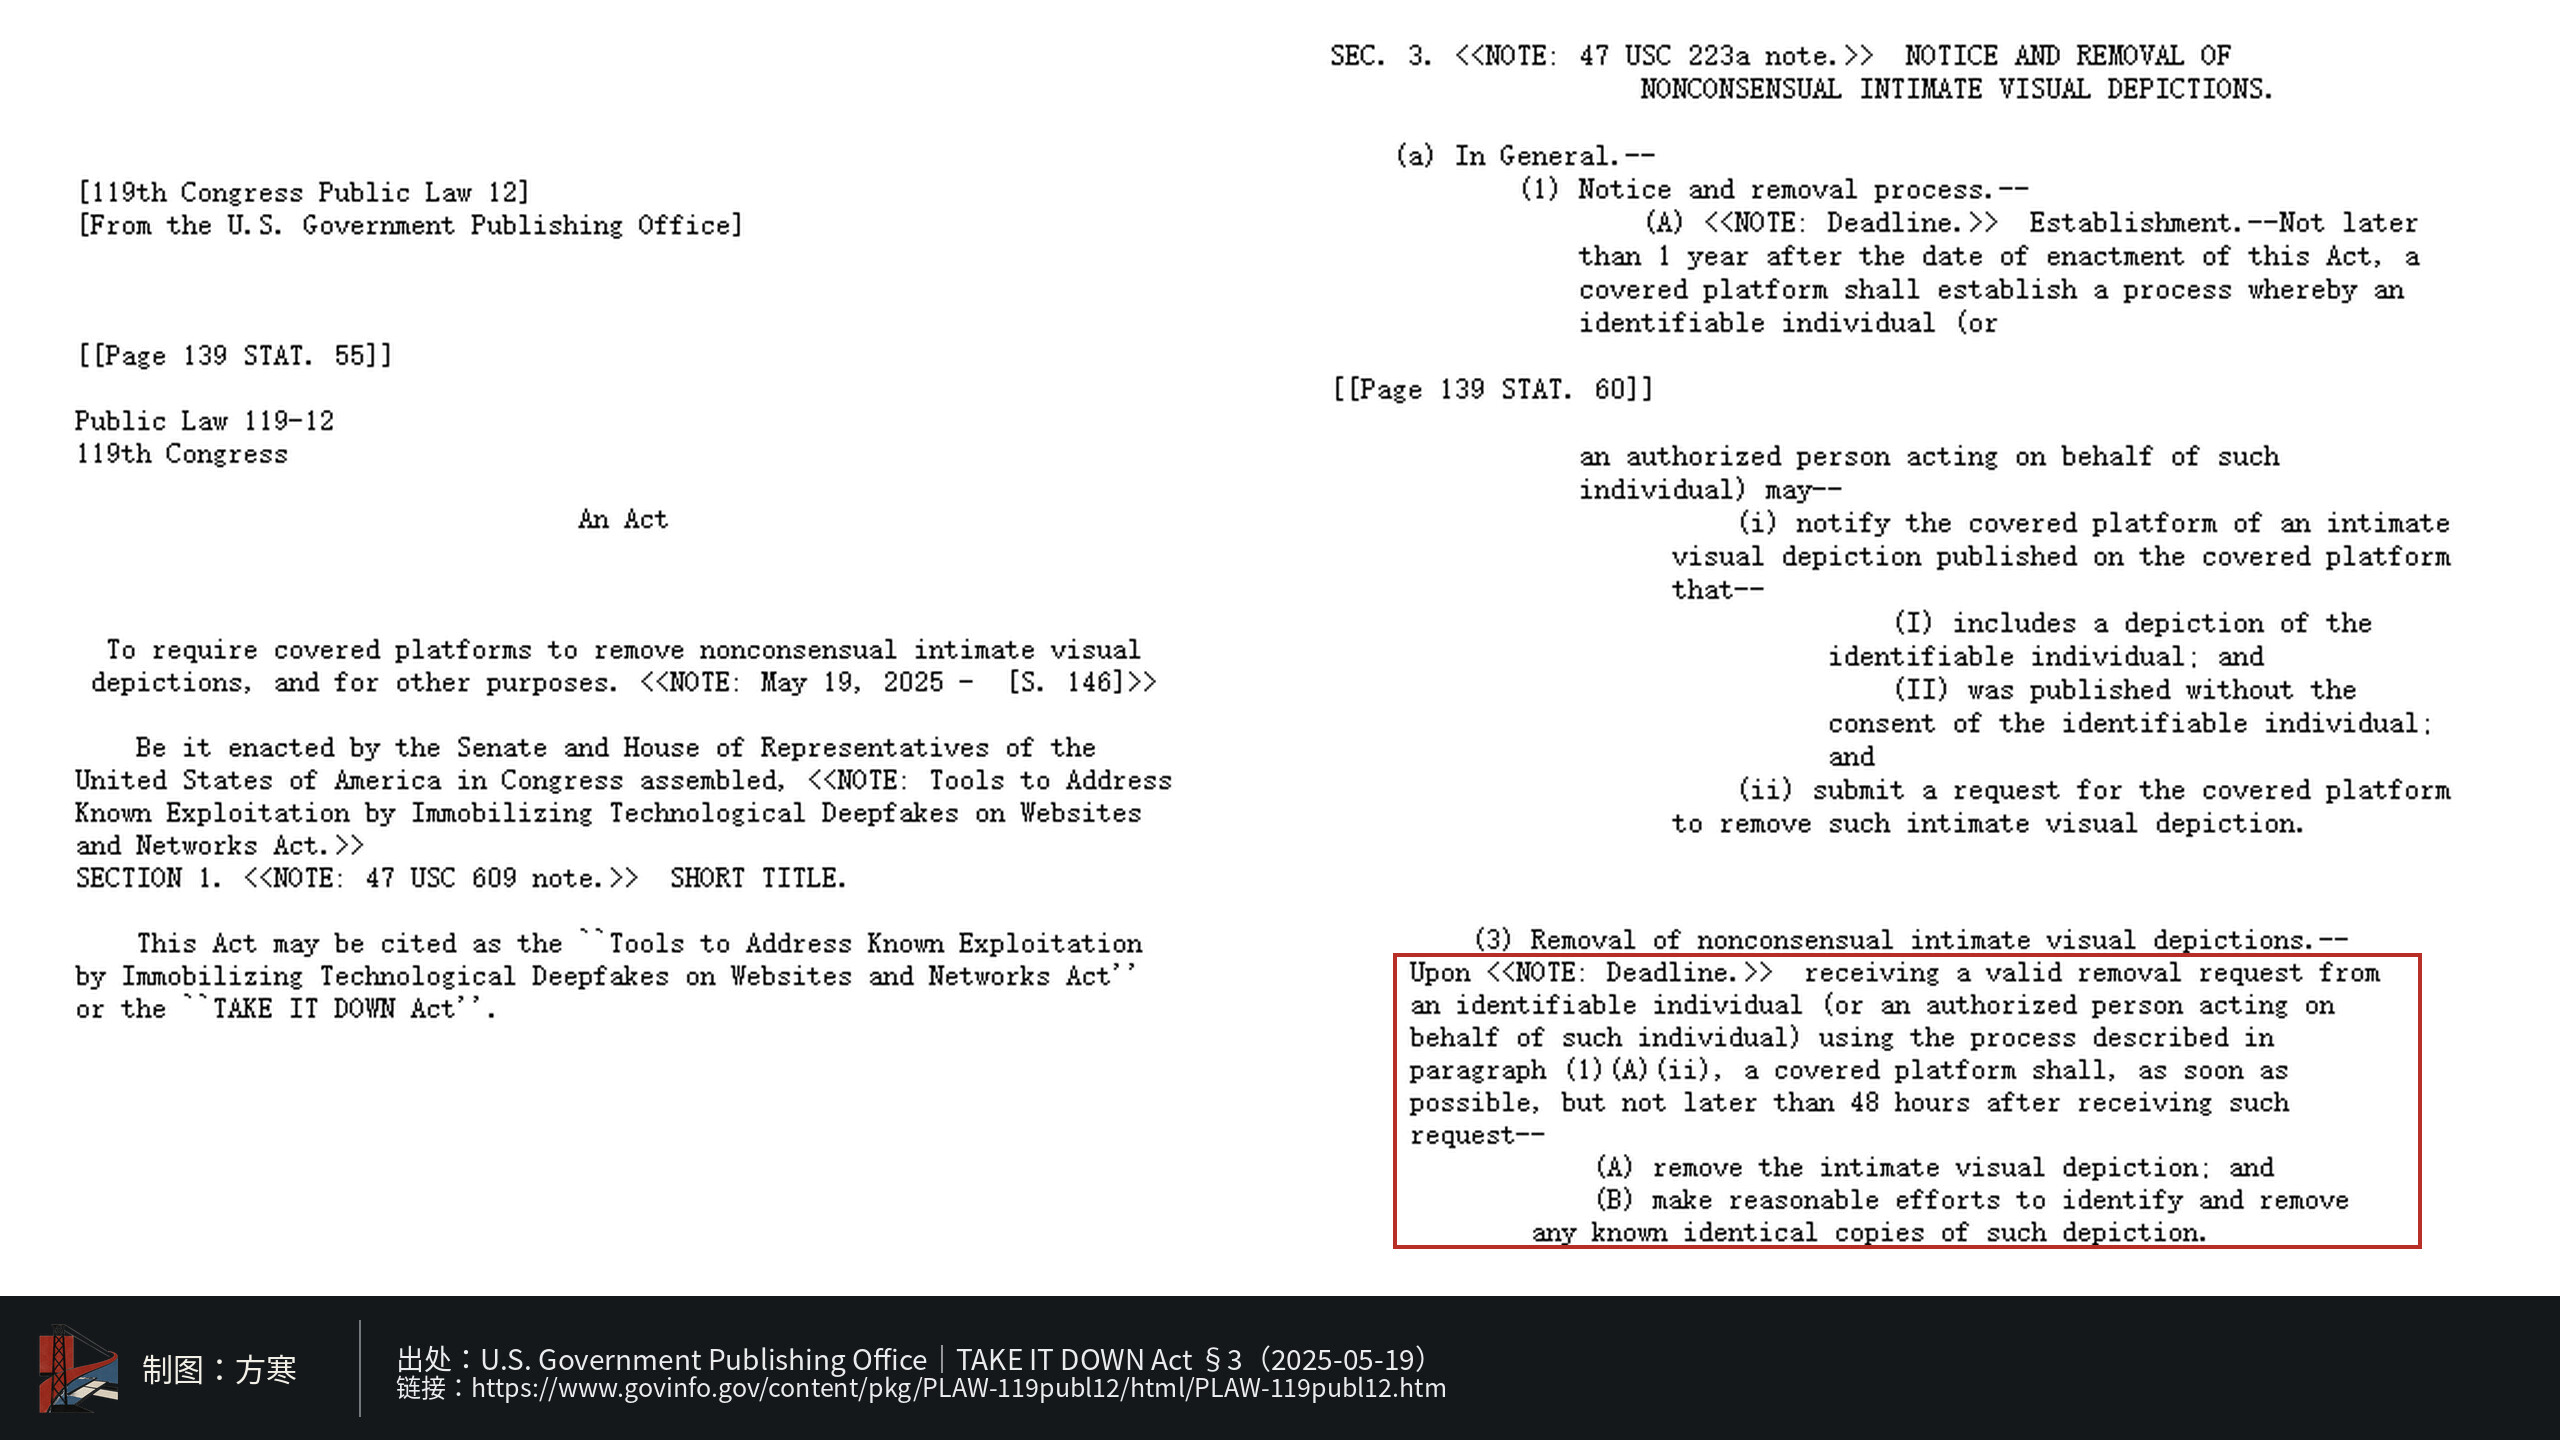 [119th Congress Public Law 12]
[From the U.S. Government Publishing Office]
[[Page 139 STAT. 55]]
Public Law 119-12
119th Congress
An Act
To require covered platforms to remove nonconsensual intimate visual
depictions, and for other purposes. <<NOTE: May 19, 2025 -  [S. 146]>>
Be it enacted by the Senate and House of Representatives of the
United States of America in Congress assembled, <<NOTE: Tools to Address
Known Exploitation by Immobilizing Technological Deepfakes on Websites
and Networks Act.>>
SECTION 1. <<NOTE: 47 USC 609 note.>>  SHORT TITLE.
This Act may be cited as the ``Tools to Address Known Exploitation
by Immobilizing Technological Deepfakes on Websites and Networks Act''
or the ``TAKE IT DOWN Act''.
SEC. 3. <<NOTE: 47 USC 223a note.>>  NOTICE AND REMOVAL OF
NONCONSENSUAL INTIMATE VISUAL DEPICTIONS.
(a) In General.--
(1) Notice and removal process.--
(A) <<NOTE: Deadline.>>  Establishment.--Not later
than 1 year after the date of enactment of this Act, a
covered platform shall establish a process whereby an
identifiable individual (or
[[Page 139 STAT. 60]]
an authorized person acting on behalf of such
individual) may--
(i) notify the covered platform of an intimate
visual depiction published on the covered platform
that--
(I) includes a depiction of the
identifiable individual; and
(II) was published without the
consent of the identifiable individual;
and
(ii) submit a request for the covered platform
to remove such intimate visual depiction.
(3) Removal of nonconsensual intimate visual depictions.--
Upon <<NOTE: Deadline.>>  receiving a valid removal request from
an identifiable individual (or an authorized person acting on
behalf of such individual) using the process described in
paragraph (1)(A)(ii), a covered platform shall, as soon as
possible, but not later than 48 hours after receiving such
request--
(A) remove the intimate visual depiction; and
(B) make reasonable efforts to identify and remove
any known identical copies of such depiction.
制图：方寒
出处：U.S. Government Publishing Office｜TAKE IT DOWN Act §3（2025-05-19）
链接：https://www.govinfo.gov/content/pkg/PLAW-119publ12/html/PLAW-119publ12.htm